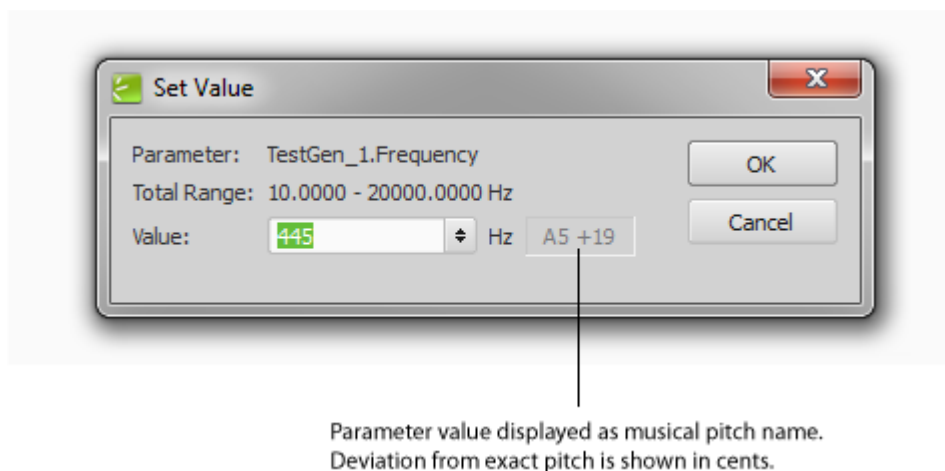 Set Value
Parameter: TestGen_1.Frequency
OK
Total Range: 10.0000 - 20000.0000 Hz
Value: 445 Hz A5 +19
Cancel
Parameter value displayed as musical pitch name.
Deviation from exact pitch is shown in cents.